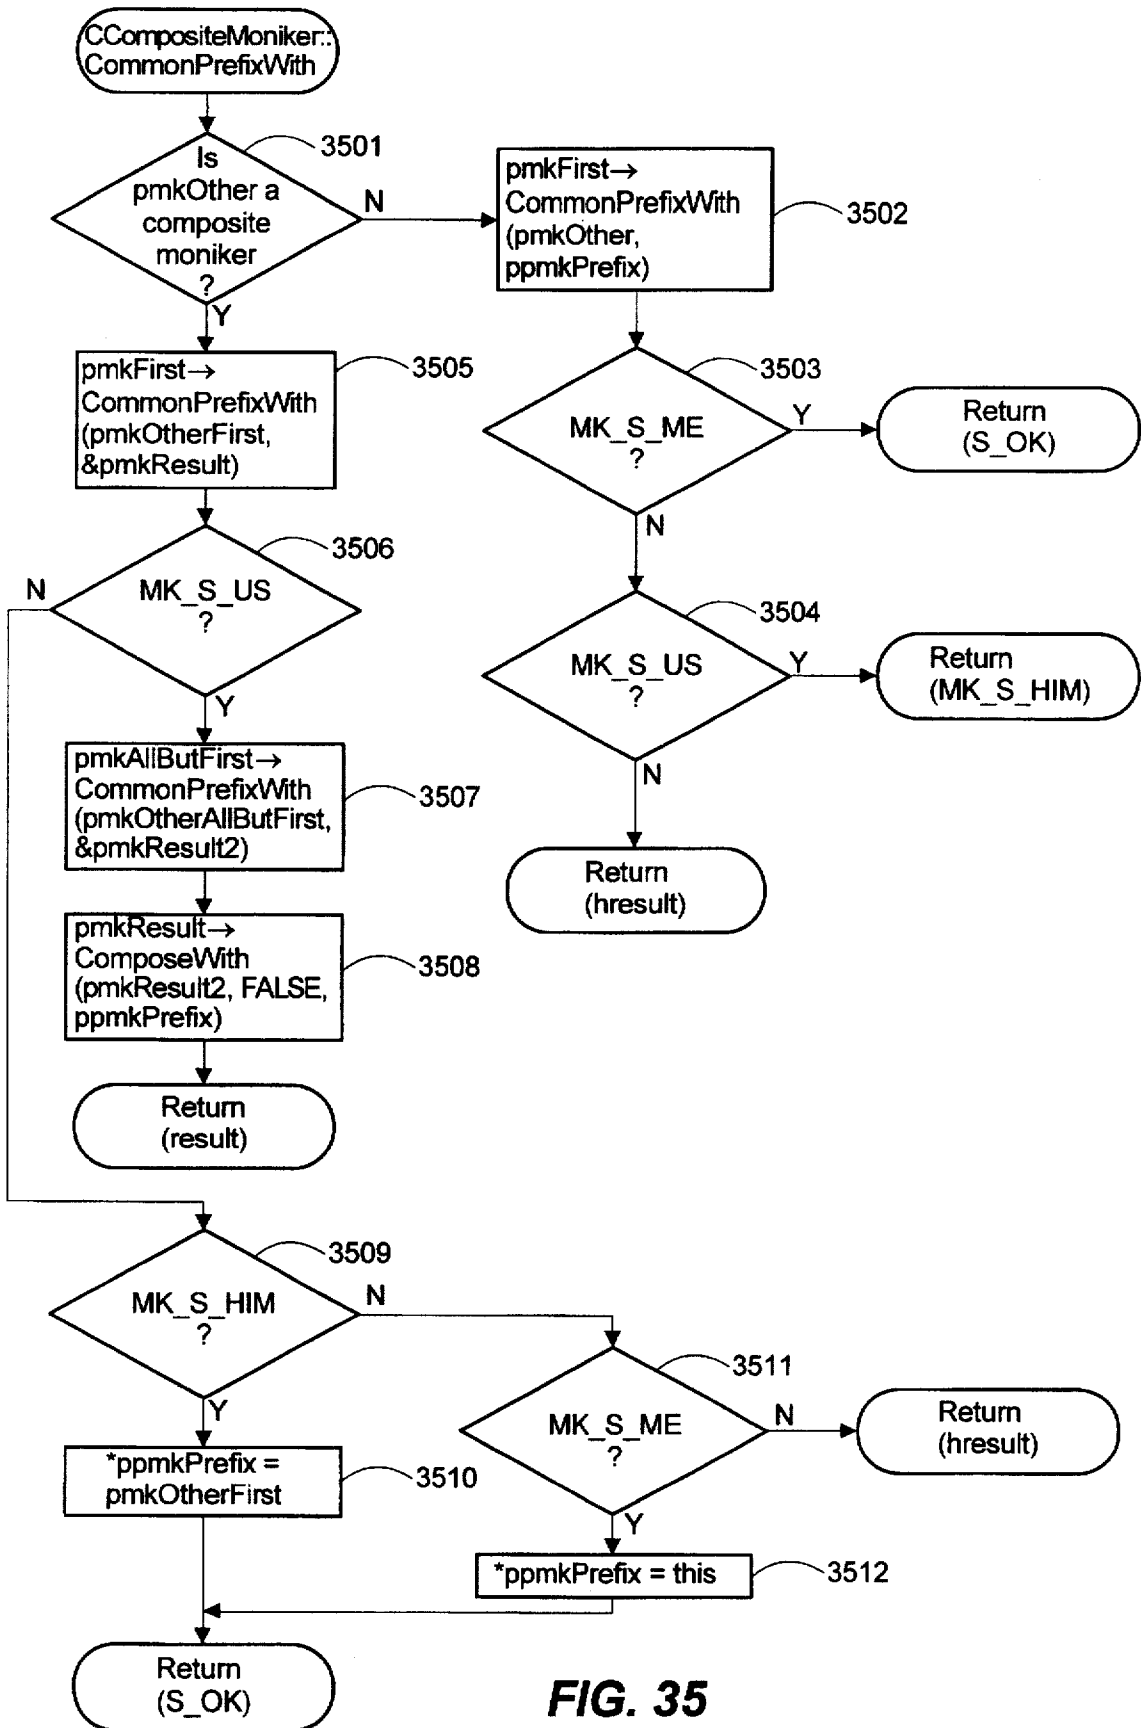 CCompositeMoniker::
CommonPrefixWith
3501
Is
pmkOther a
composite
moniker
?
N
Y
pmkFirst→
CommonPrefixWith
(pmkOther,
ppmkPrefix)
3502
pmkFirst→
CommonPrefixWith
(pmkOtherFirst,
&pmkResult)
3505
3503
MK_S_ME
?
Y
N
Return
(S_OK)
3506
MK_S_US
?
N
Y
3504
MK_S_US
?
Y
N
Return
(MK_S_HIM)
pmkAllButFirst→
CommonPrefixWith
(pmkOtherAllButFirst,
&pmkResult2)
3507
Return
(hresult)
pmkResult→
ComposeWith
(pmkResult2, FALSE,
ppmkPrefix)
3508
Return
(result)
3509
MK_S_HIM
?
N
Y
3511
MK_S_ME
?
N
Y
Return
(hresult)
*ppmkPrefix =
pmkOtherFirst
3510
*ppmkPrefix = this
3512
Return
(S_OK)
FIG. 35